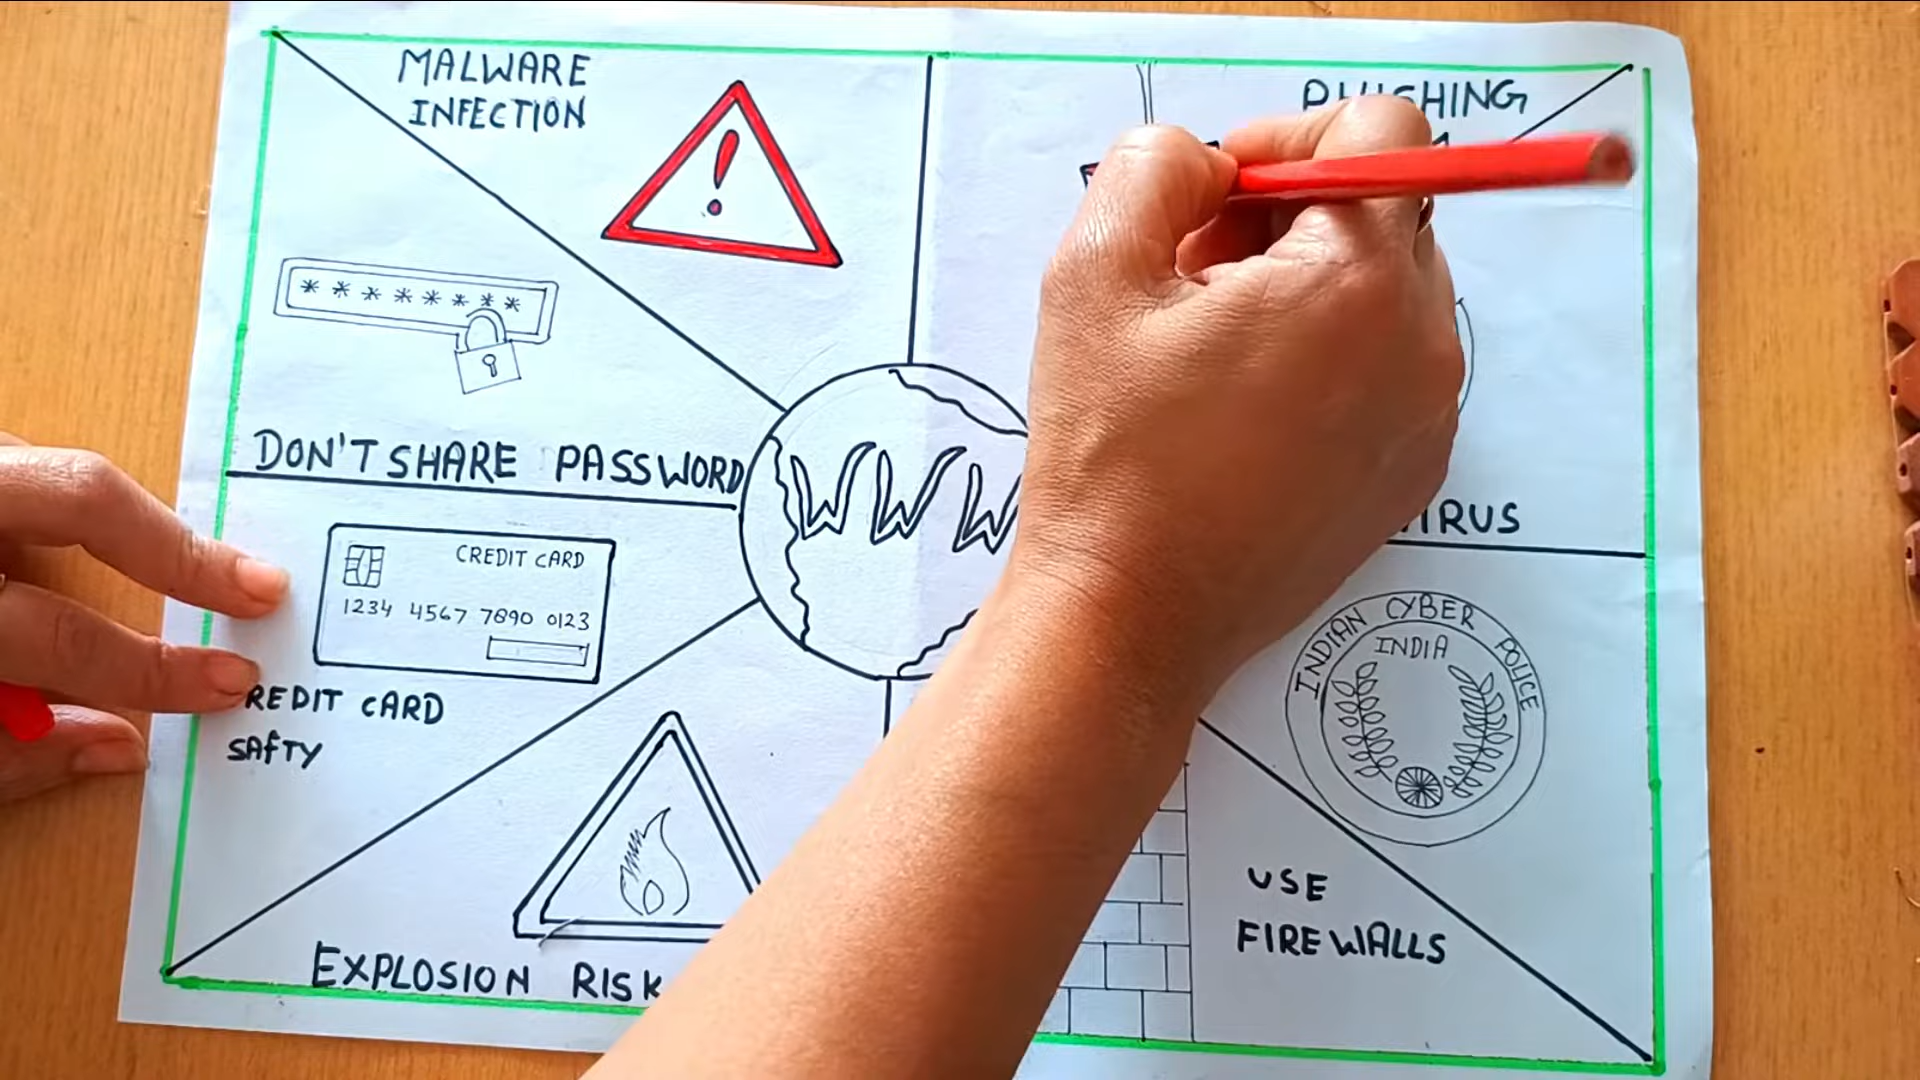 MALWARE
INFECTION
PHISHING
* * * * * * * *
DON'T SHARE PASSWORD
WWW
CREDIT CARD
1234 4567 7890 0123
REDIT CARD
SAFTY
INDIAN CYBER POLICE
INDIA
EXPLOSION RISK
USE
FIREWALLS